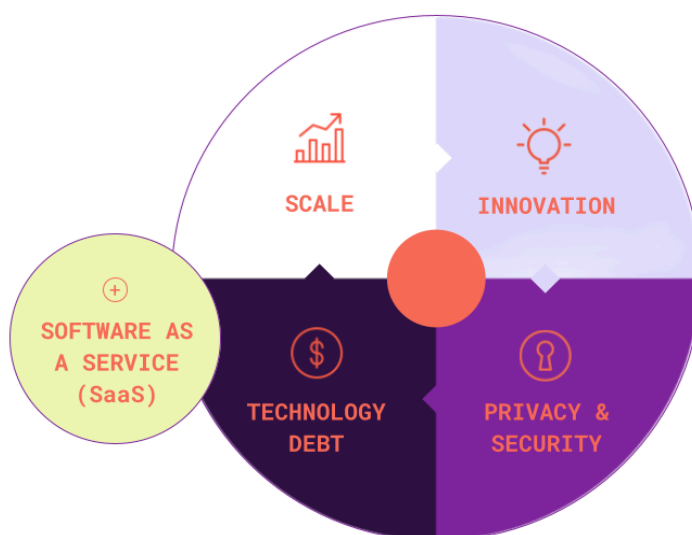 SCALE
INNOVATION
SOFTWARE AS
A SERVICE
(SaaS)
$
TECHNOLOGY
DEBT
PRIVACY &
SECURITY